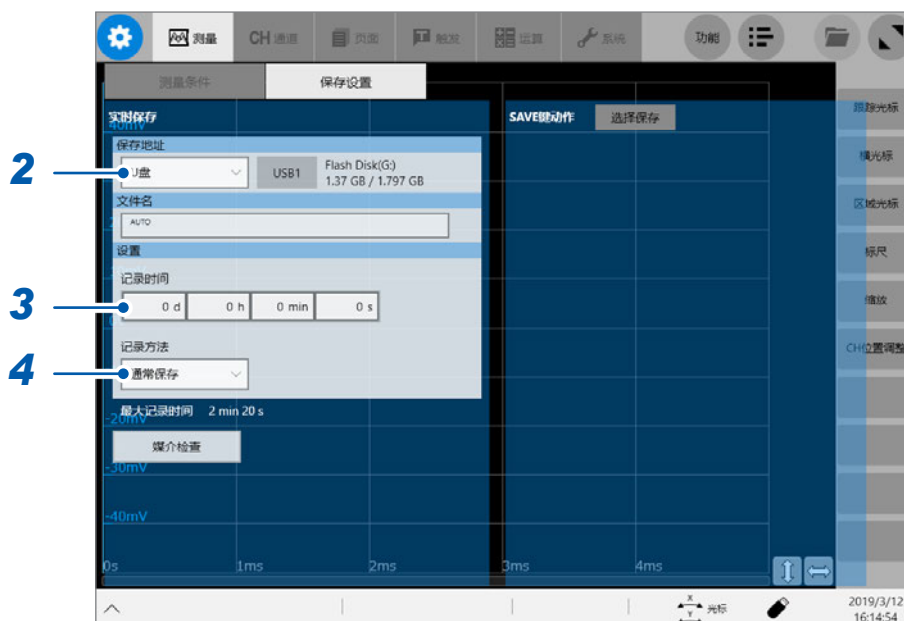 测量
CH 通道
页面
触发
运算
系统
功能
测量条件
保存设置
实时保存
40mV
SAVE键动作
选择保存
跟踪光标
横光标
区域光标
标尺
缩放
CH位置调整
保存地址
2
U盘
USB1
Flash Disk(G:)
1.37 GB / 1.797 GB
文件名
AUTO
设置
记录时间
3
0 d
0 h
0 min
0 s
记录方法
4
通常保存
最大记录时间 2 min 20 s
-20mV
媒介检查
-30mV
-40mV
0s
1ms
2ms
3ms
4ms
X
Y
光标
2019/3/12
16:14:54